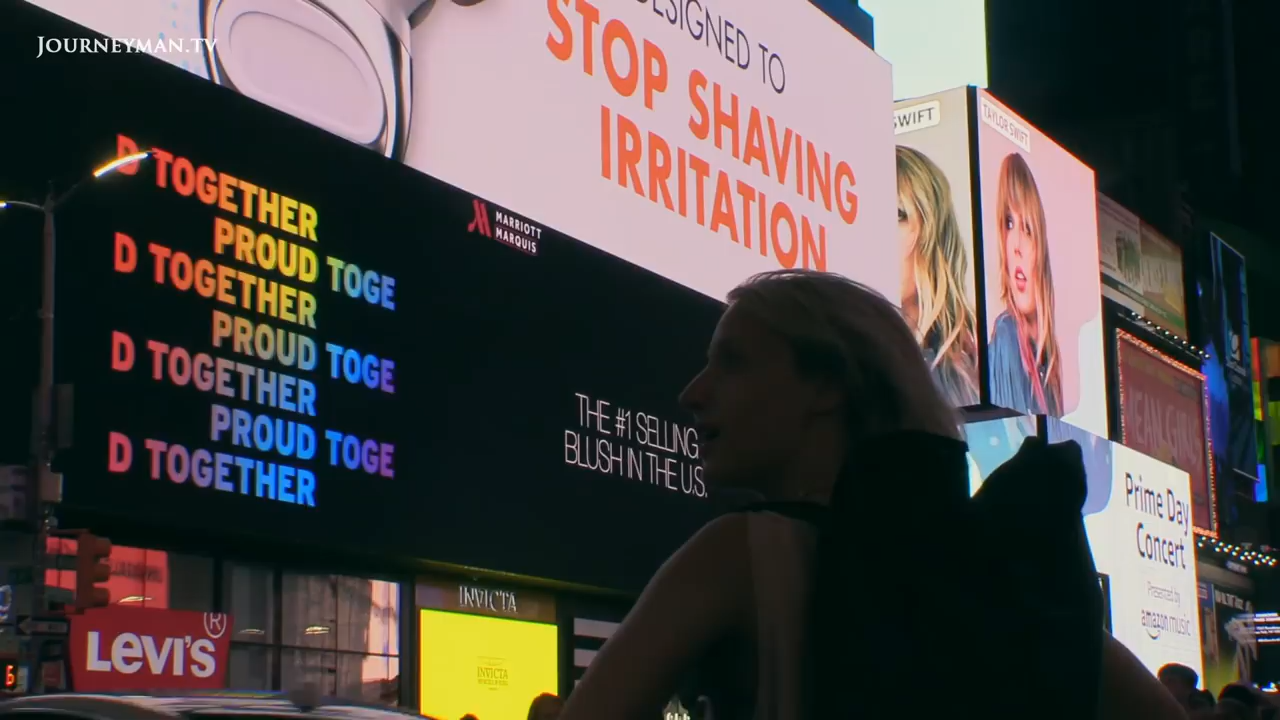 JOURNEYMAN.TV
DESIGNED TO
STOP SHAVING
IRRITATION
D TOGETHER
PROUD TOGE
D TOGETHER
PROUD TOGE
D TOGETHER
PROUD TOGE
D TOGETHER
MARRIOTT
MARQUIS
THE #1 SELLING
BLUSH IN THE U.S.
SWIFT
TAYLOR SWIFT
Prime Day
Concert
Presented by
amazon music
LEVI'S®
INVICTA
INVICTA
6